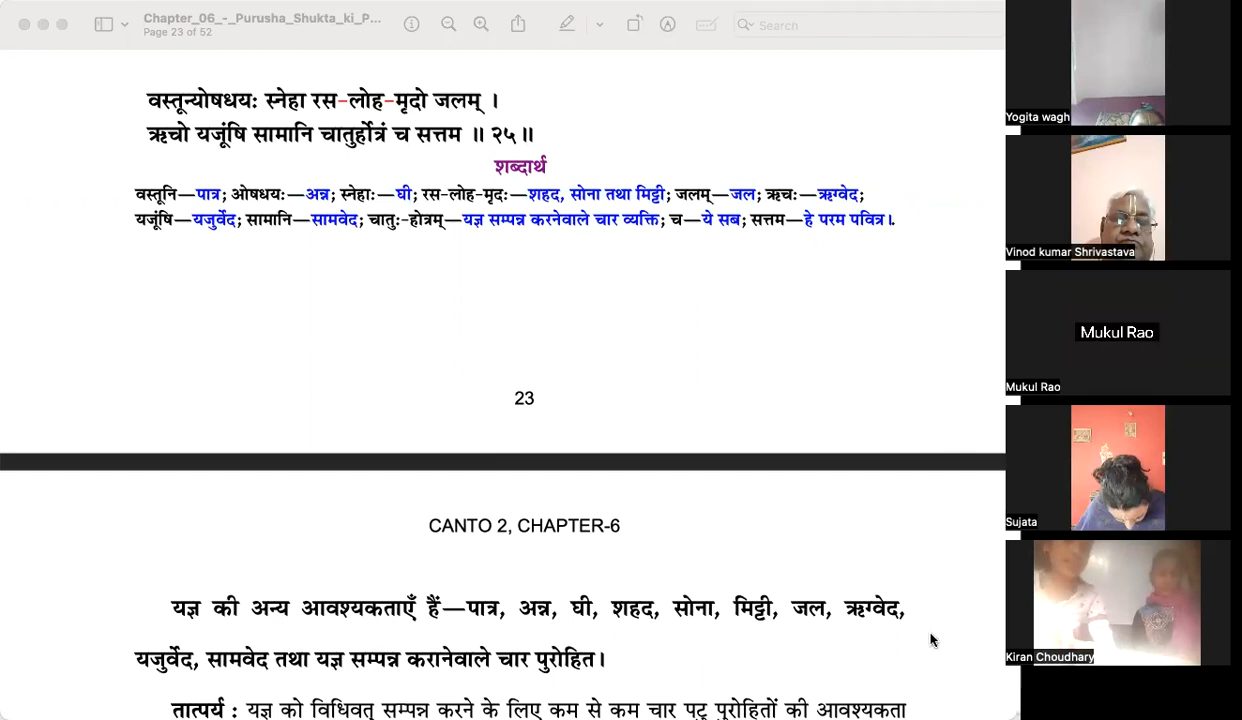 Chapter_06_-_Purusha_Shukta_ki_P...
Page 23 of 52
Search
वस्तून्योषधयः स्नेहा रस-लोह-मृदो जलम् ।
ऋचो यजूंषि सामानि चातुर्होत्रं च सत्तम ॥ २५॥
शब्दार्थ
वस्तूनि—पात्र; ओषधयः—अन्न; स्नेहाः—घी; रस-लोह-मृदः—शहद, सोना तथा मिट्टी; जलम्—जल; ऋचः—ऋग्वेद;
यजूंषि—यजुर्वेद; सामानि—सामवेद; चातुः-होत्रम्—यज्ञ सम्पन्न करनेवाले चार व्यक्ति; च—ये सब; सत्तम—हे परम पवित्र।.
23
CANTO 2, CHAPTER-6
यज्ञ की अन्य आवश्यकताएँ हैं—पात्र, अन्न, घी, शहद, सोना, मिट्टी, जल, ऋग्वेद,
यजुर्वेद, सामवेद तथा यज्ञ सम्पन्न करानेवाले चार पुरोहित।
तात्पर्य : यज्ञ को विधिवत् सम्पन्न करने के लिए कम से कम चार पटु पुरोहितों की आवश्यकता
Yogita wagh
Vinod kumar Shrivastava
Mukul Rao
Mukul Rao
Sujata
Kiran Choudhary